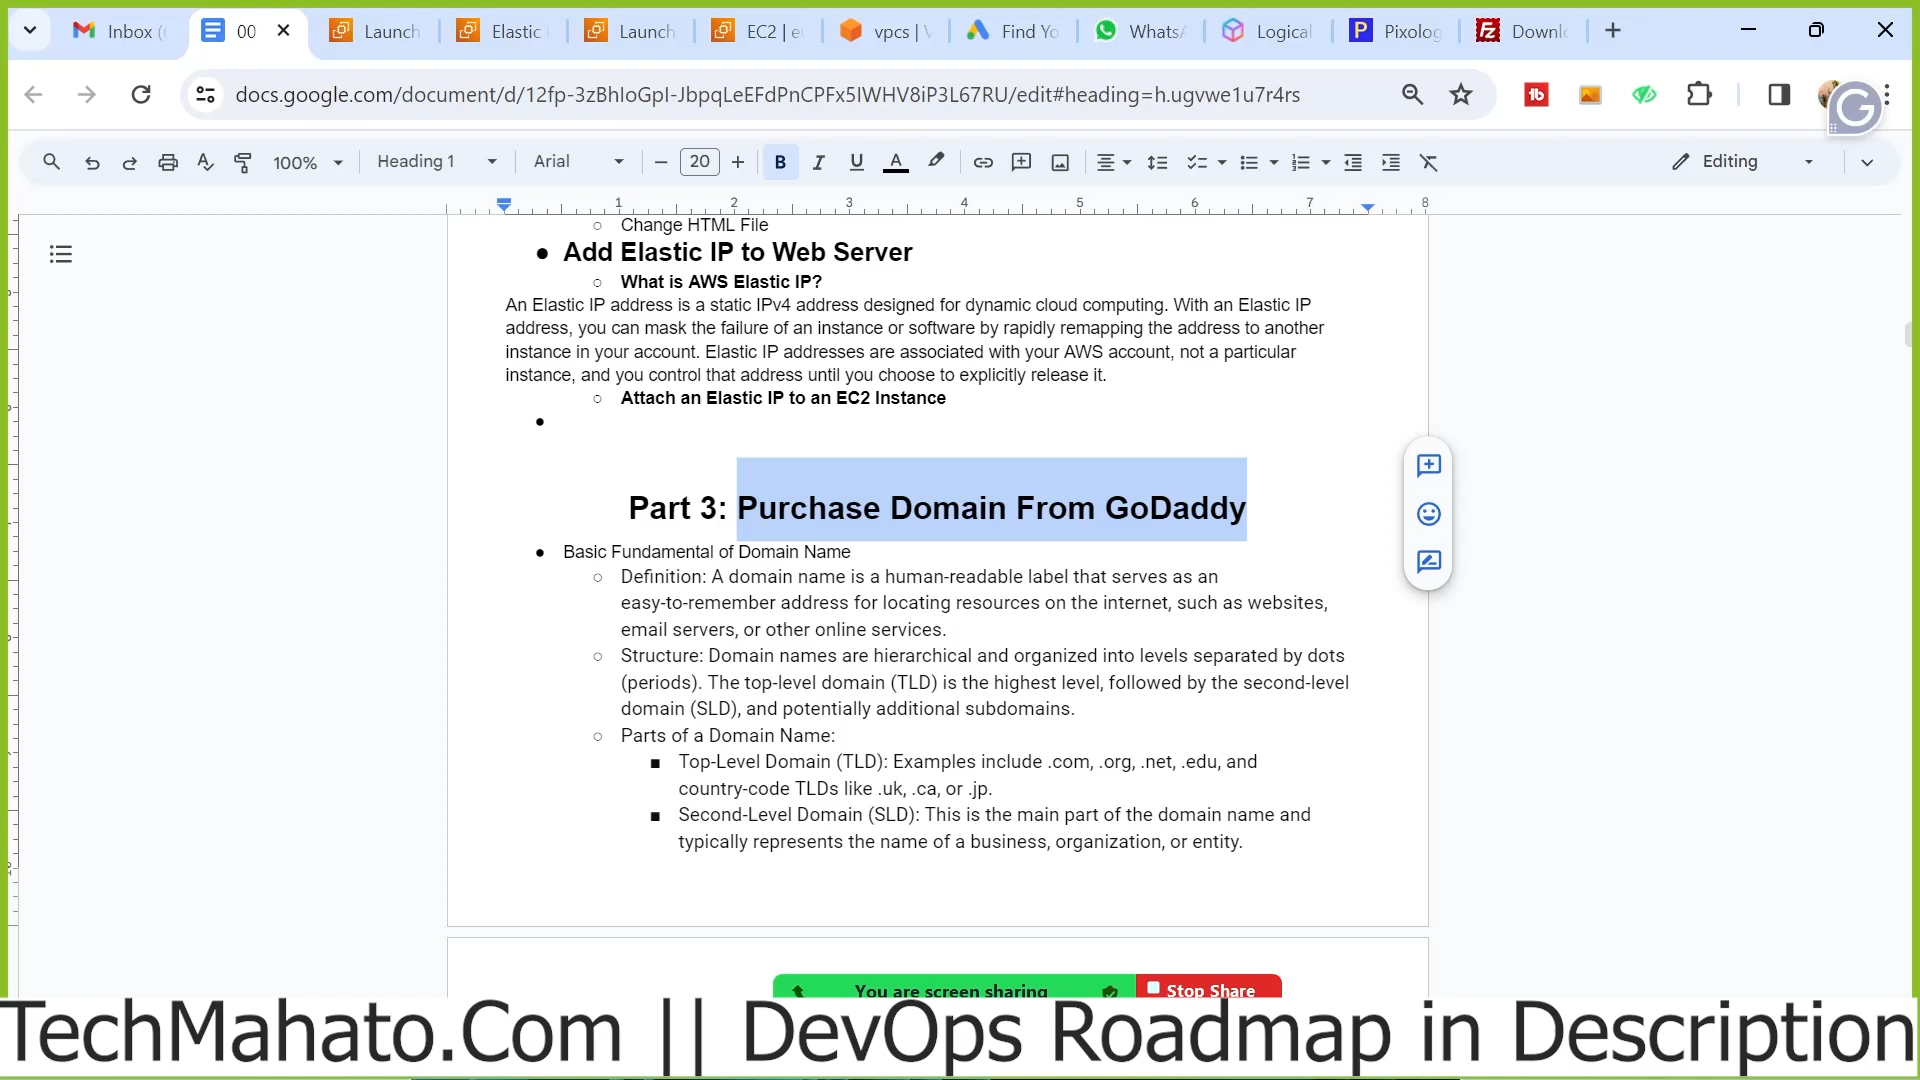 Inbox (
00
Launch
Elastic
Launch
EC2 | eu
vpcs | V
Find Yo
WhatsA
Logical
Pixolog
Downlo
docs.google.com/document/d/12fp-3zBhIoGpI-JbpqLeEFdPnCPFx5IWHV8iP3L67RU/edit#heading=h.ugvwe1u7r4rs
100%
Heading 1
Arial
20
B
I
U
A
Editing
1 2 3 4 5 6 7 8
Change HTML File
Add Elastic IP to Web Server
What is AWS Elastic IP?
An Elastic IP address is a static IPv4 address designed for dynamic cloud computing. With an Elastic IP
address, you can mask the failure of an instance or software by rapidly remapping the address to another
instance in your account. Elastic IP addresses are associated with your AWS account, not a particular
instance, and you control that address until you choose to explicitly release it.
Attach an Elastic IP to an EC2 Instance
Part 3: Purchase Domain From GoDaddy
Basic Fundamental of Domain Name
Definition: A domain name is a human-readable label that serves as an
easy-to-remember address for locating resources on the internet, such as websites,
email servers, or other online services.
Structure: Domain names are hierarchical and organized into levels separated by dots
(periods). The top-level domain (TLD) is the highest level, followed by the second-level
domain (SLD), and potentially additional subdomains.
Parts of a Domain Name:
Top-Level Domain (TLD): Examples include .com, .org, .net, .edu, and
country-code TLDs like .uk, .ca, or .jp.
Second-Level Domain (SLD): This is the main part of the domain name and
typically represents the name of a business, organization, or entity.
You are screen sharing
Stop Share
TechMahato.Com || DevOps Roadmap in Description